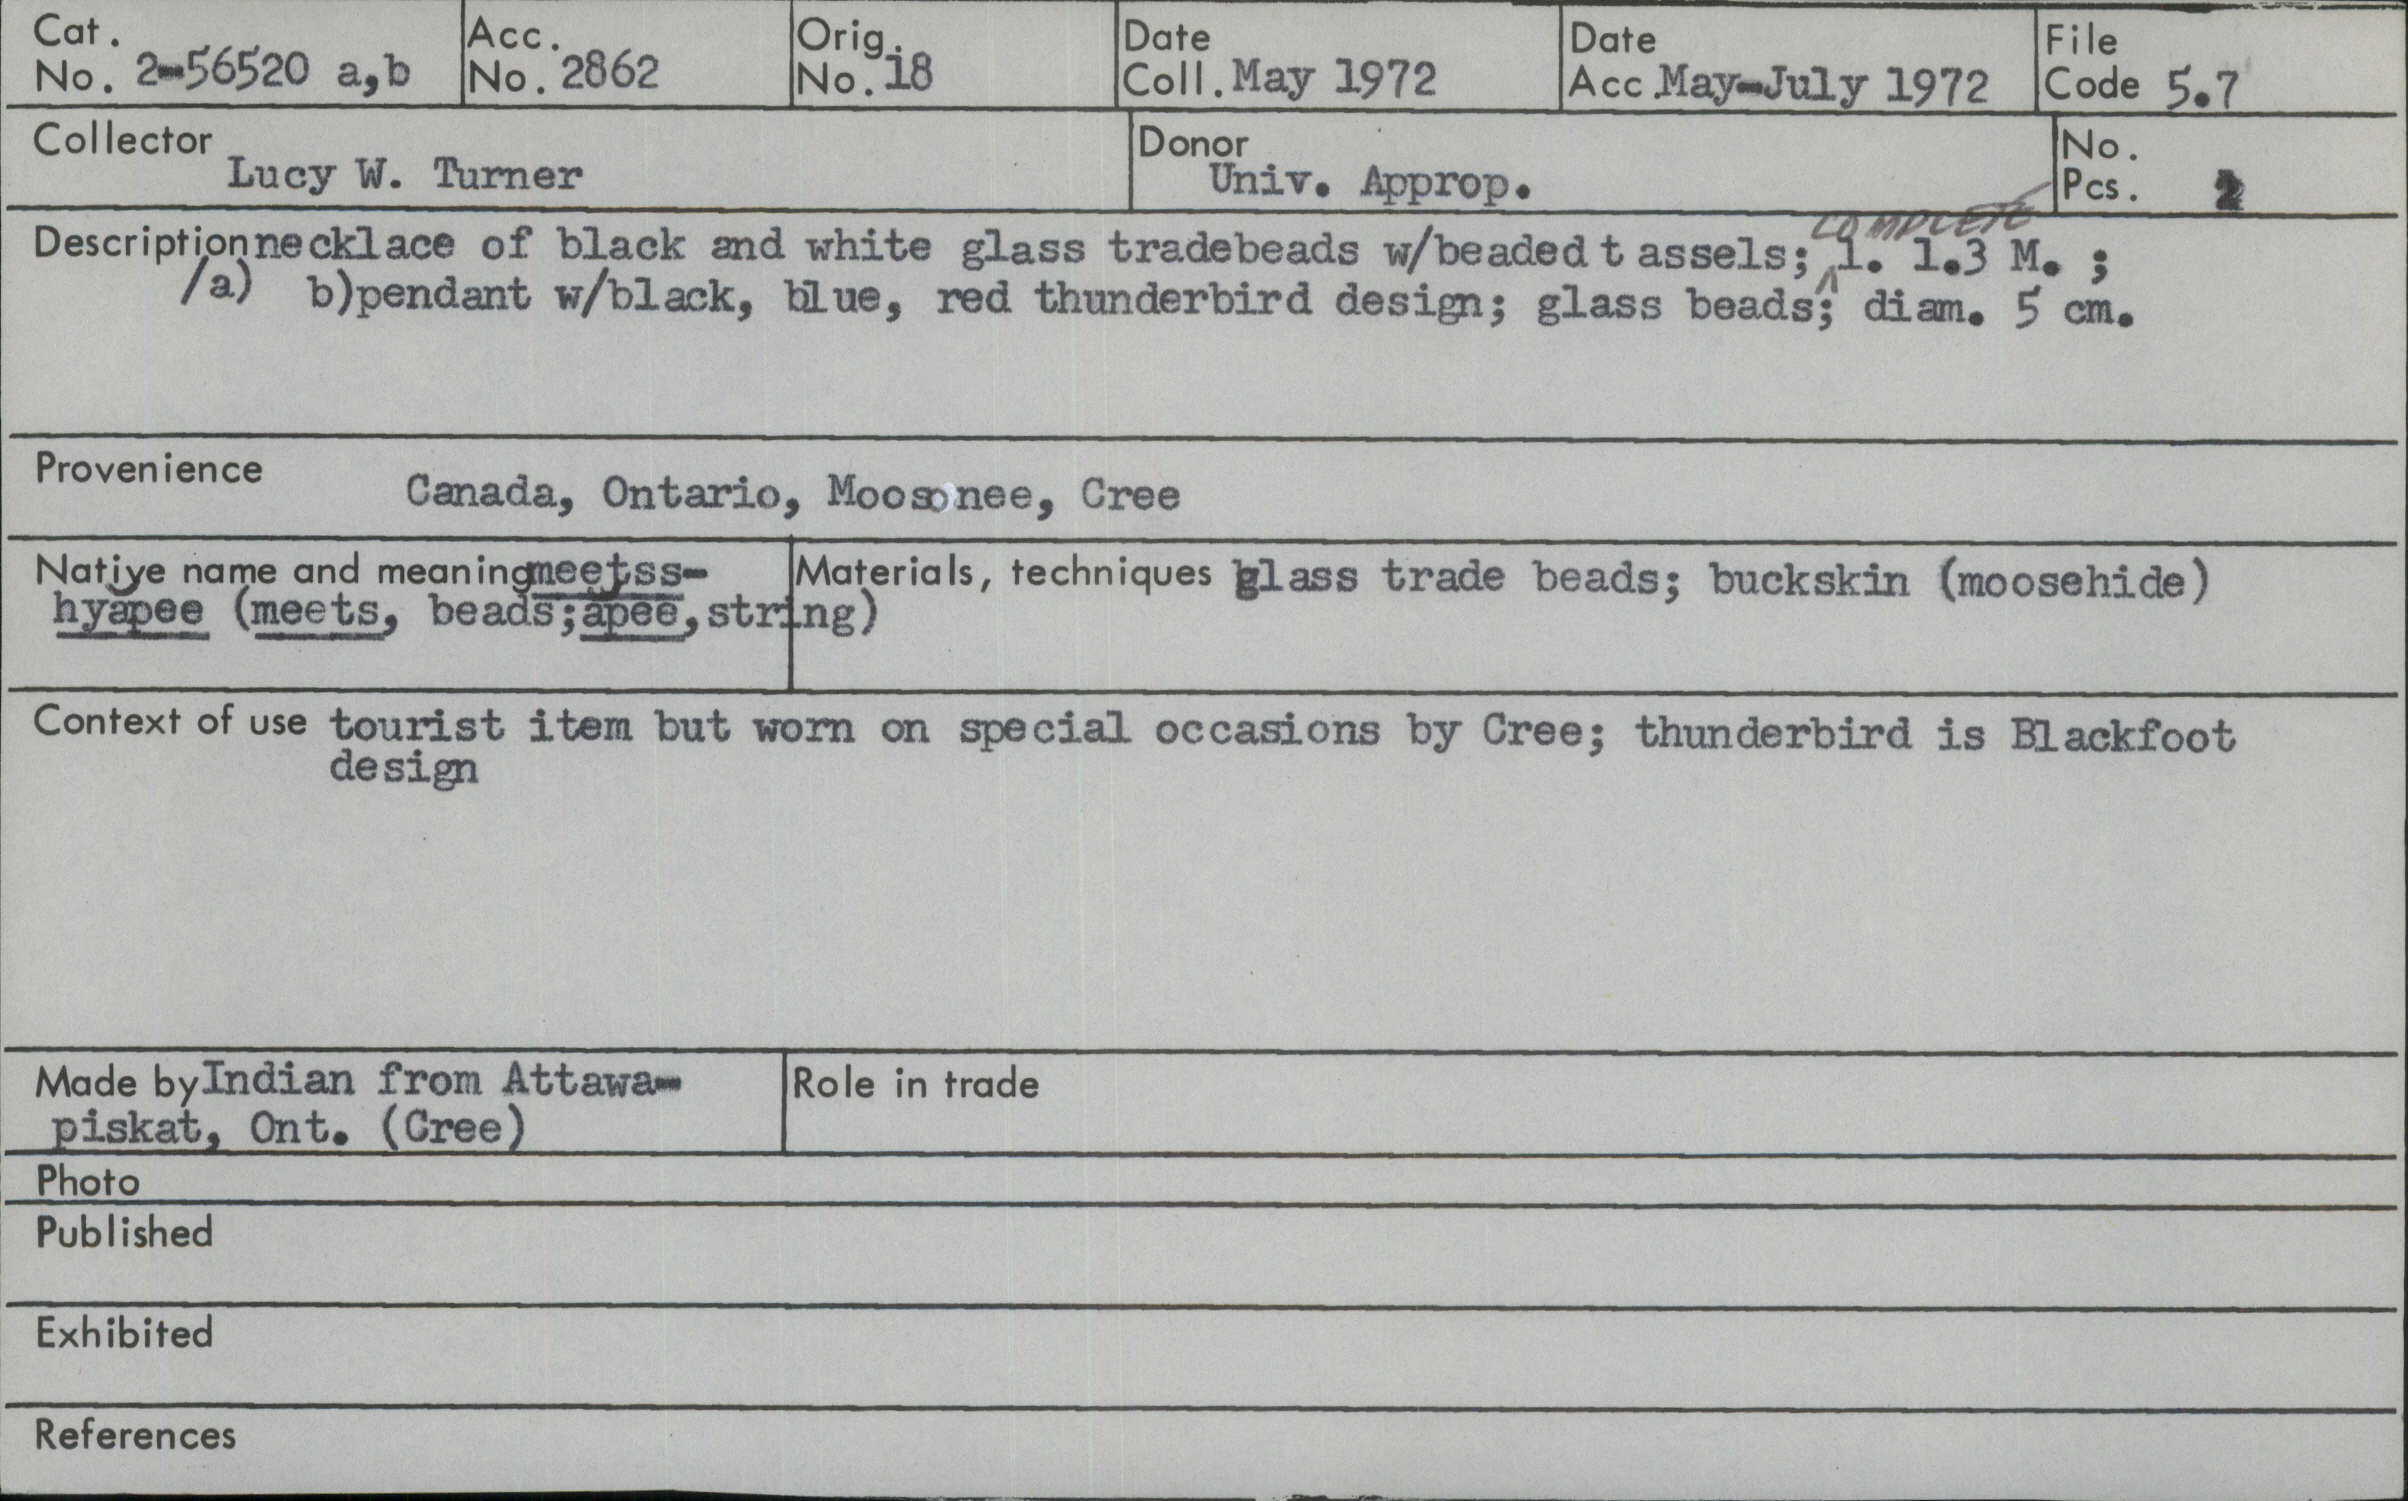 Cat. No. 2-56520 a,b
Acc. No. 2862
Orig. No. 18
Date Coll. May 1972
Date Acc. May-July 1972
File Code 5.7
Collector Lucy W. Turner
Donor Univ. Approp.
No. Pcs. 2
COMPLETE
Description necklace of black and white glass tradebeads w/beaded tassels; l. 1.3 M. ;
/a) b)pendant w/black, blue, red thunderbird design; glass beads; diam. 5 cm.
Provenience Canada, Ontario, Moosonee, Cree
Native name and meaning meetss-
hyapee (meets, beads; apee, string)
Materials, techniques glass trade beads; buckskin (moosehide)
Context of use tourist item but worn on special occasions by Cree; thunderbird is Blackfoot
design
Made by Indian from Attawa-
piskat, Ont. (Cree)
Role in trade
Photo
Published
Exhibited
References